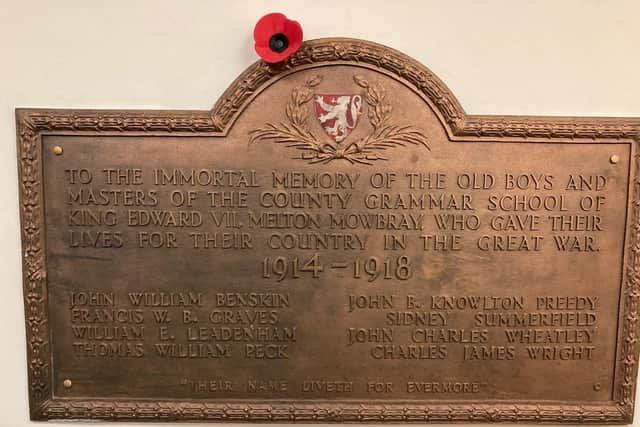 TO THE IMMORTAL MEMORY OF THE OLD BOYS AND
MASTERS OF THE COUNTY GRAMMAR SCHOOL OF
KING EDWARD VII, MELTON MOWBRAY, WHO GAVE THEIR
LIVES FOR THEIR COUNTRY IN THE GREAT WAR.
1914-1918
JOHN WILLIAM BENSKIN
FRANCIS W. B. GRAVES
WILLIAM E. LEADENHAM
THOMAS WILLIAM PECK
JOHN B. KNOWLTON PREEDY
SIDNEY SUMMERFIELD
JOHN CHARLES WHEATLEY
CHARLES JAMES WRIGHT
"THEIR NAME LIVETH FOR EVERMORE"